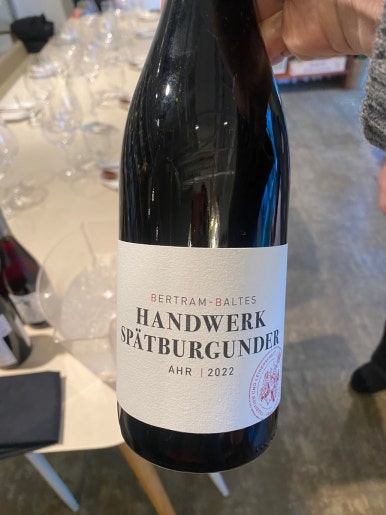 BERTRAM-BALTES
HANDWERK
SPÄTBURGUNDER
AHR | 2022